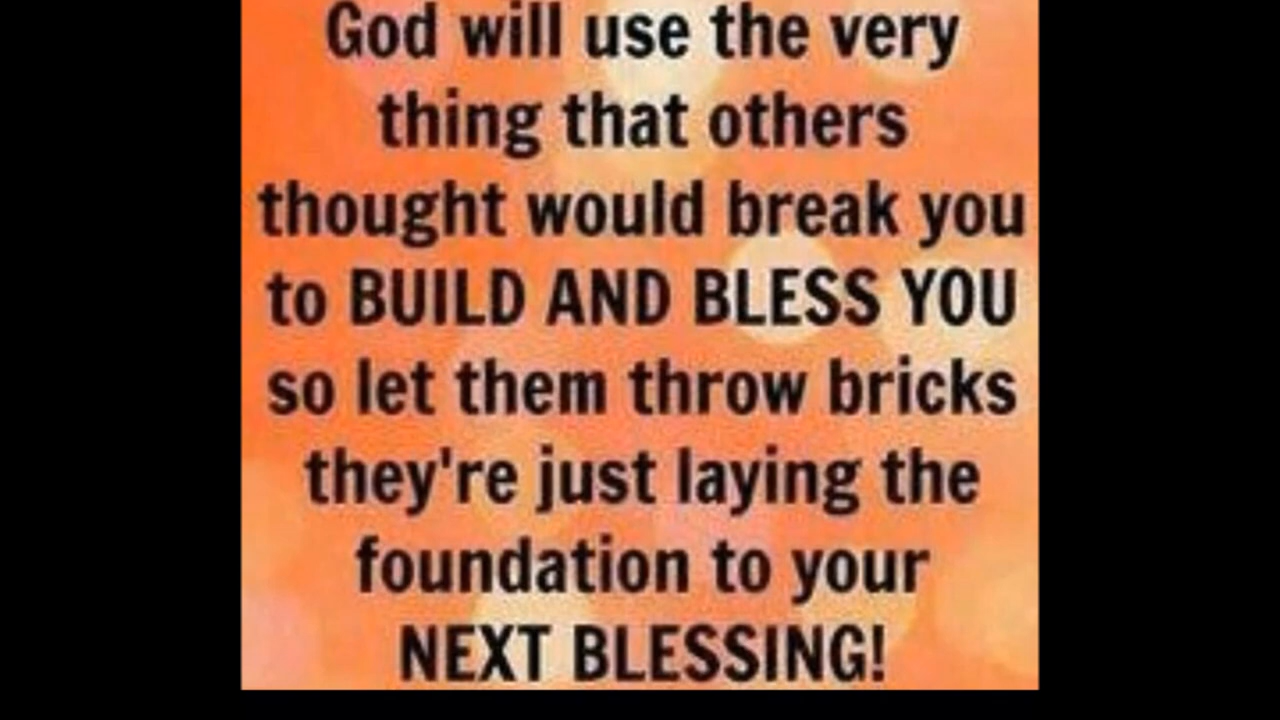 God will use the very
thing that others
thought would break you
to BUILD AND BLESS YOU
so let them throw bricks
they're just laying the
foundation to your
NEXT BLESSING!